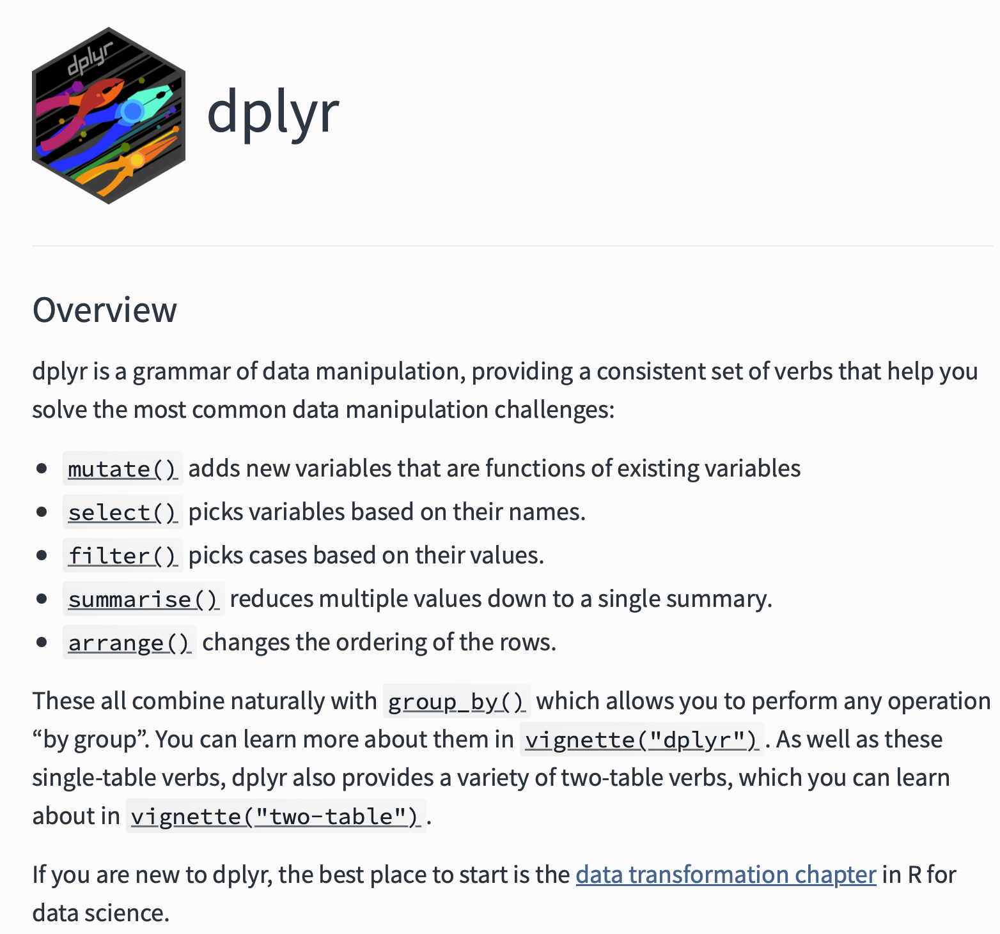 dplyr
dplyr
Overview
dplyr is a grammar of data manipulation, providing a consistent set of verbs that help you
solve the most common data manipulation challenges:
mutate() adds new variables that are functions of existing variables
select() picks variables based on their names.
filter() picks cases based on their values.
summarise() reduces multiple values down to a single summary.
arrange() changes the ordering of the rows.
These all combine naturally with group_by() which allows you to perform any operation
“by group”. You can learn more about them in vignette("dplyr"). As well as these
single-table verbs, dplyr also provides a variety of two-table verbs, which you can learn
about in vignette("two-table").
If you are new to dplyr, the best place to start is the data transformation chapter in R for
data science.